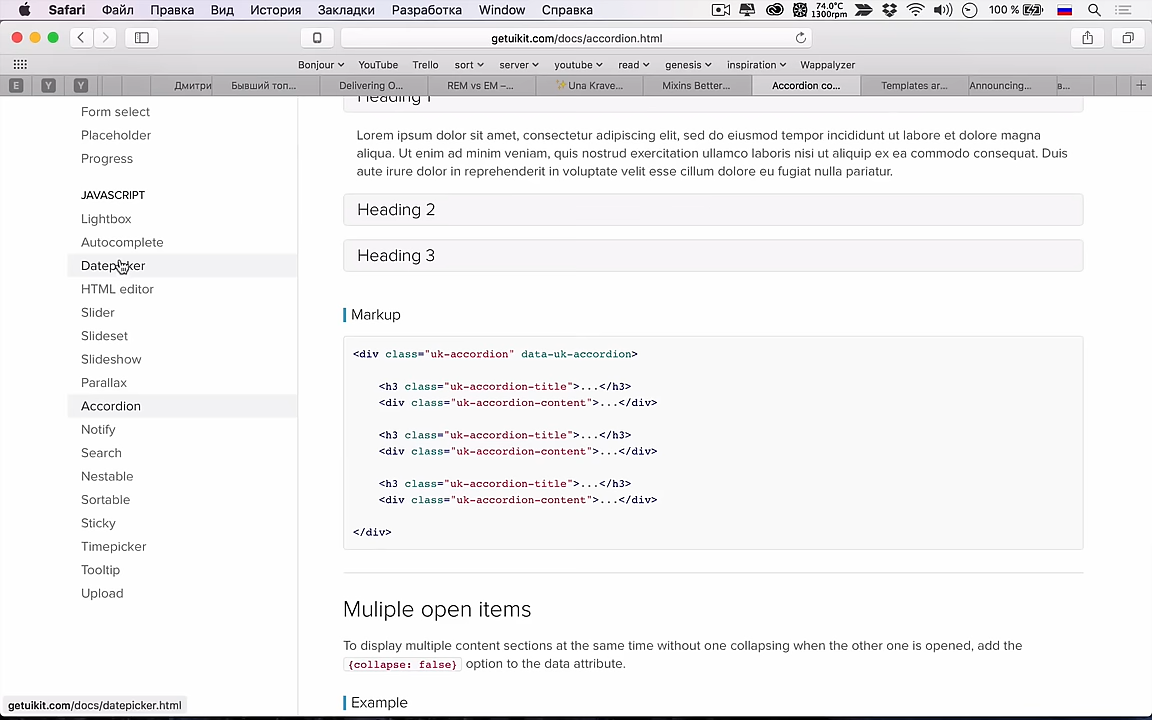 Safari Файл Правка Вид История Закладки Разработка Window Справка 74.0°C 1300rpm 100 %
getuikit.com/docs/accordion.html
Bonjour YouTube Trello sort server youtube read genesis inspiration Wappalyzer
E Y Y Дмитри Бывший топ... Delivering O... REM vs EM –... ✨Una Krave... Mixins Better... Accordion co... Templates ar... Announcing... в...
Form select
Placeholder
Progress
JAVASCRIPT
Lightbox
Autocomplete
Datepicker
HTML editor
Slider
Slideset
Slideshow
Parallax
Accordion
Notify
Search
Nestable
Sortable
Sticky
Timepicker
Tooltip
Upload
Heading 1
Lorem ipsum dolor sit amet, consectetur adipiscing elit, sed do eiusmod tempor incididunt ut labore et dolore magna
aliqua. Ut enim ad minim veniam, quis nostrud exercitation ullamco laboris nisi ut aliquip ex ea commodo consequat. Duis
aute irure dolor in reprehenderit in voluptate velit esse cillum dolore eu fugiat nulla pariatur.
Heading 2
Heading 3
Markup
<div class="uk-accordion" data-uk-accordion>
<h3 class="uk-accordion-title">...</h3>
<div class="uk-accordion-content">...</div>
<h3 class="uk-accordion-title">...</h3>
<div class="uk-accordion-content">...</div>
<h3 class="uk-accordion-title">...</h3>
<div class="uk-accordion-content">...</div>
</div>
Muliple open items
To display multiple content sections at the same time without one collapsing when the other one is opened, add the
{collapse: false} option to the data attribute.
Example
getuikit.com/docs/datepicker.html